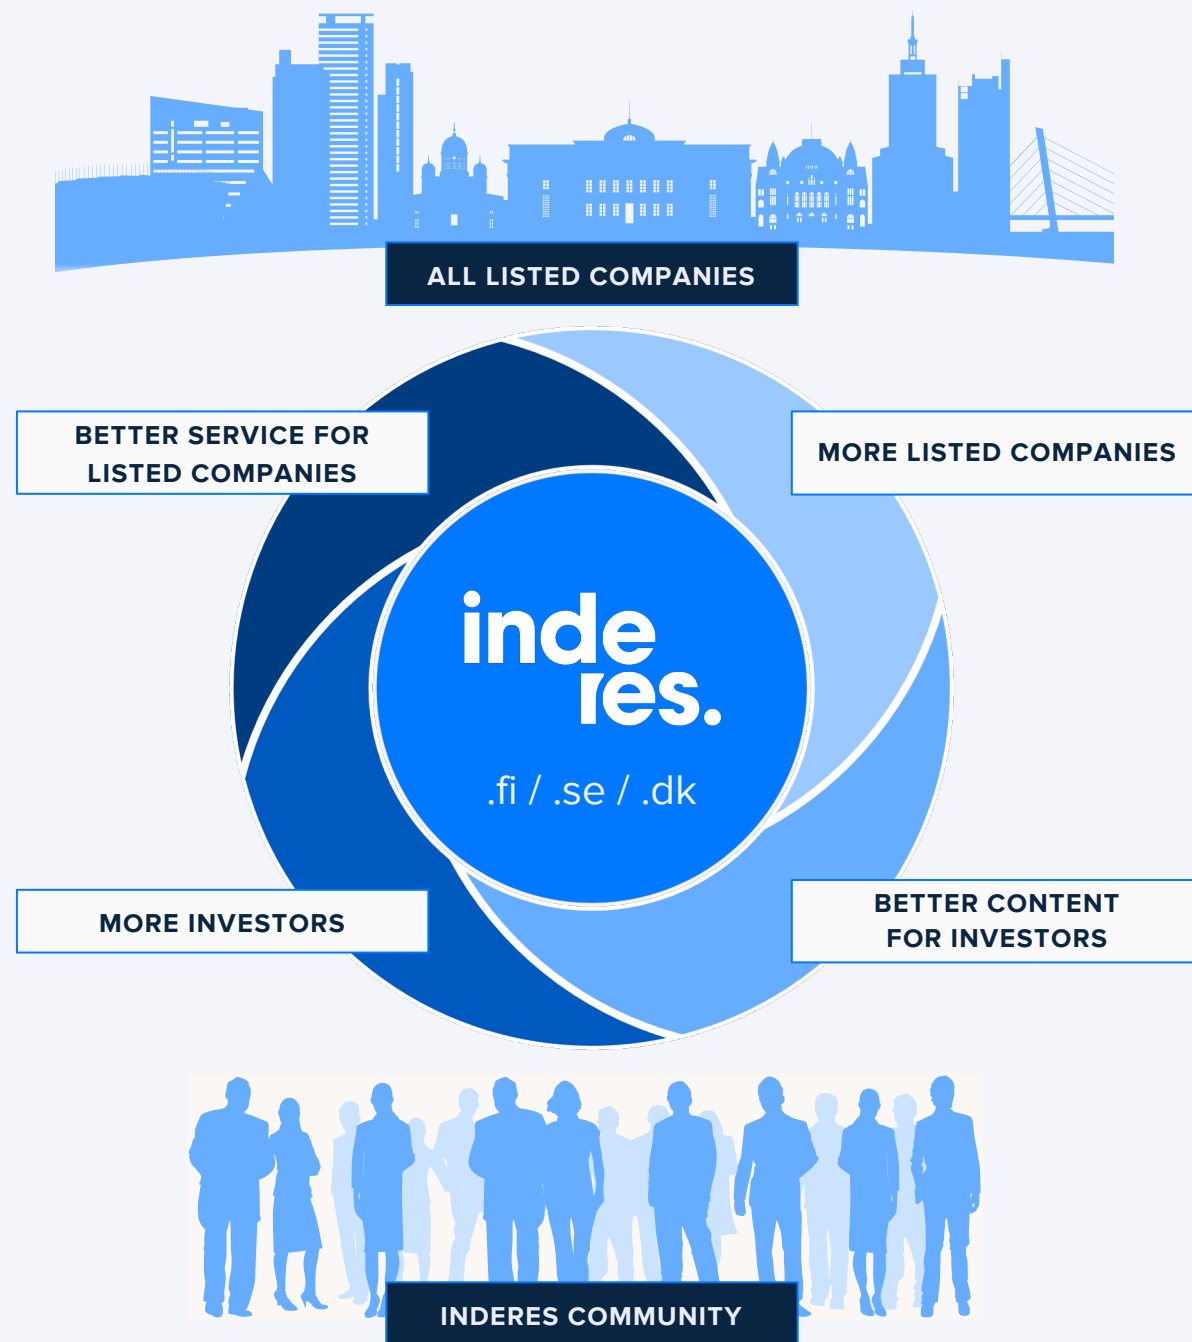 ALL LISTED COMPANIES
BETTER SERVICE FOR
LISTED COMPANIES
MORE LISTED COMPANIES
inde
res.
.fi / .se / .dk
MORE INVESTORS
BETTER CONTENT
FOR INVESTORS
INDERES COMMUNITY